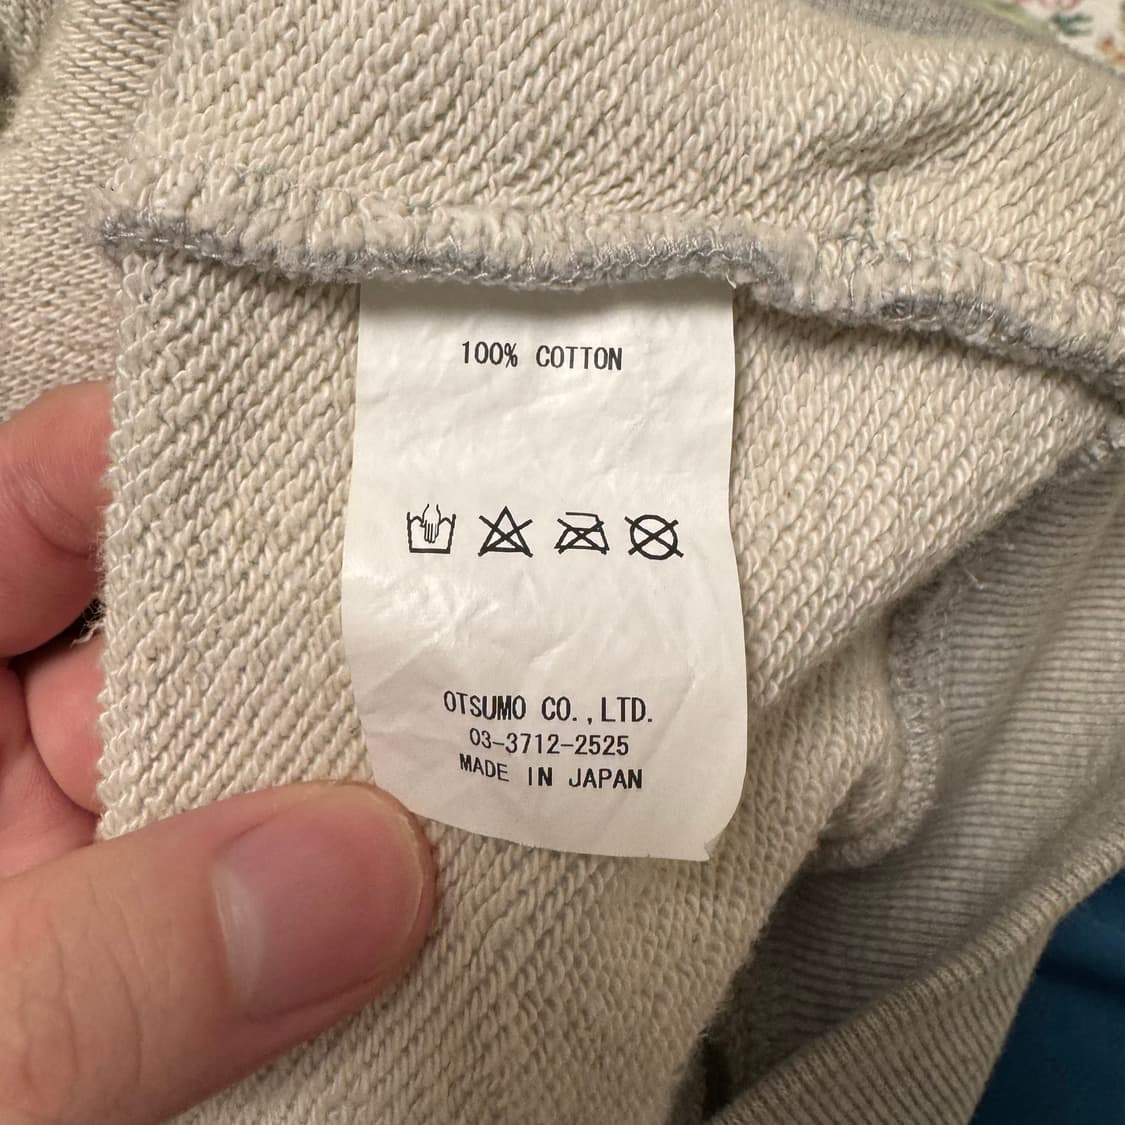 100% COTTON
OTSUMO CO.,LTD.
03-3712-2525
MADE IN JAPAN